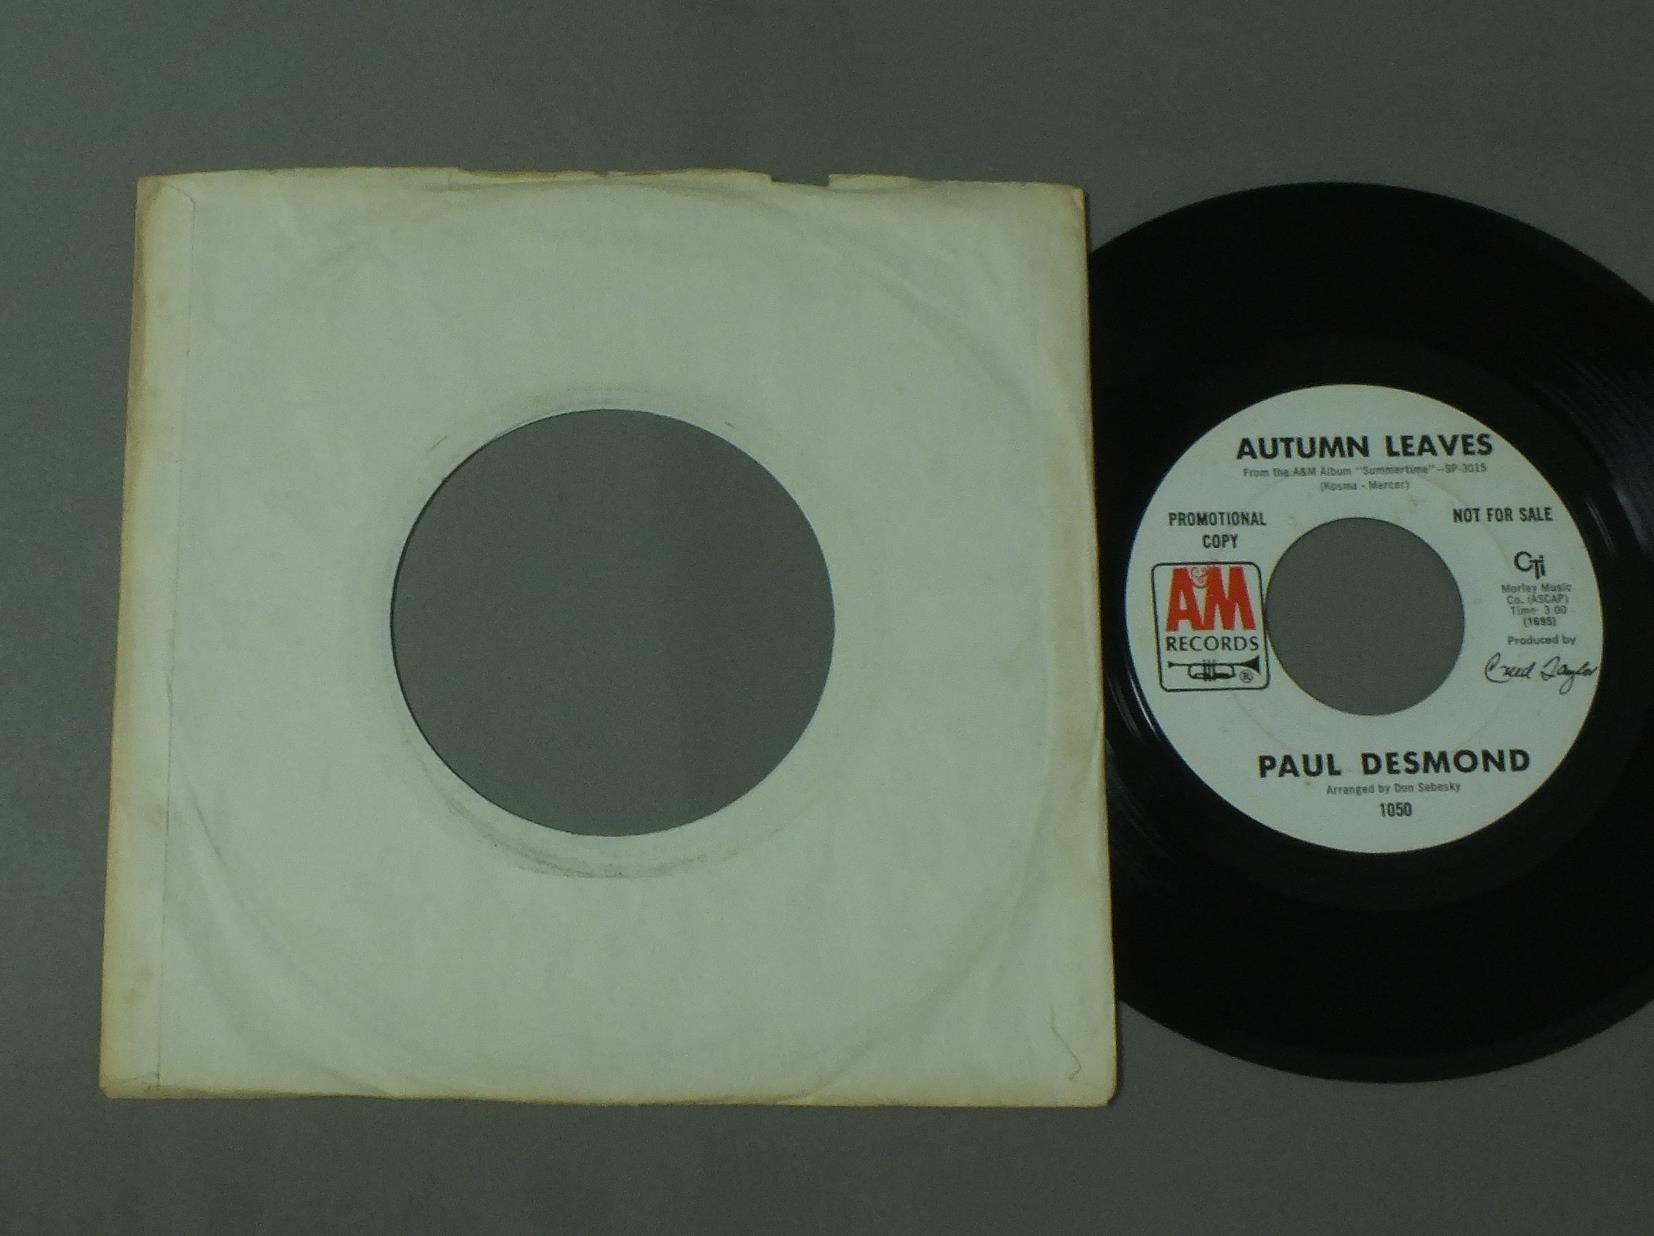 AUTUMN LEAVES
From the A&M Album "Summertime"-SP-3015
(Kosma - Mercer)
PROMOTIONAL
COPY
NOT FOR SALE
A&M
RECORDS
®
CTi
Morley Music
Co. (ASCAP)
Time: 3:00
(1695)
Produced by
Creed Taylor
PAUL DESMOND
Arranged by Don Sebesky
1050